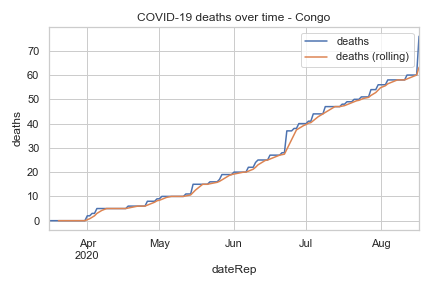 COVID-19 deaths over time - Congo
deaths
deaths (rolling)
deaths
70
60
50
40
30
20
10
0
Apr
2020
May
Jun
Jul
Aug
dateRep